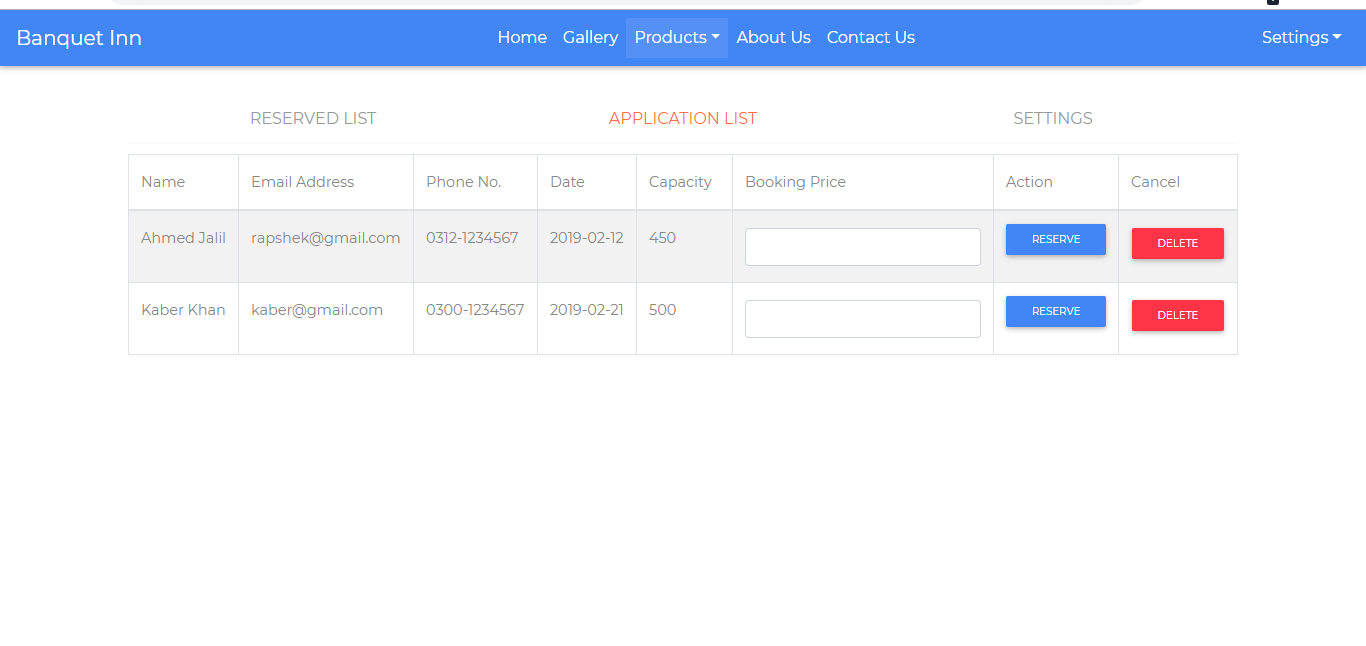 Banquet Inn Home Gallery Products About Us Contact Us Settings
RESERVED LIST APPLICATION LIST SETTINGS
Name Email Address Phone No. Date Capacity Booking Price Action Cancel
Ahmed Jalil rapshek@gmail.com 0312-1234567 2019-02-12 450 RESERVE DELETE
Kaber Khan kaber@gmail.com 0300-1234567 2019-02-21 500 RESERVE DELETE